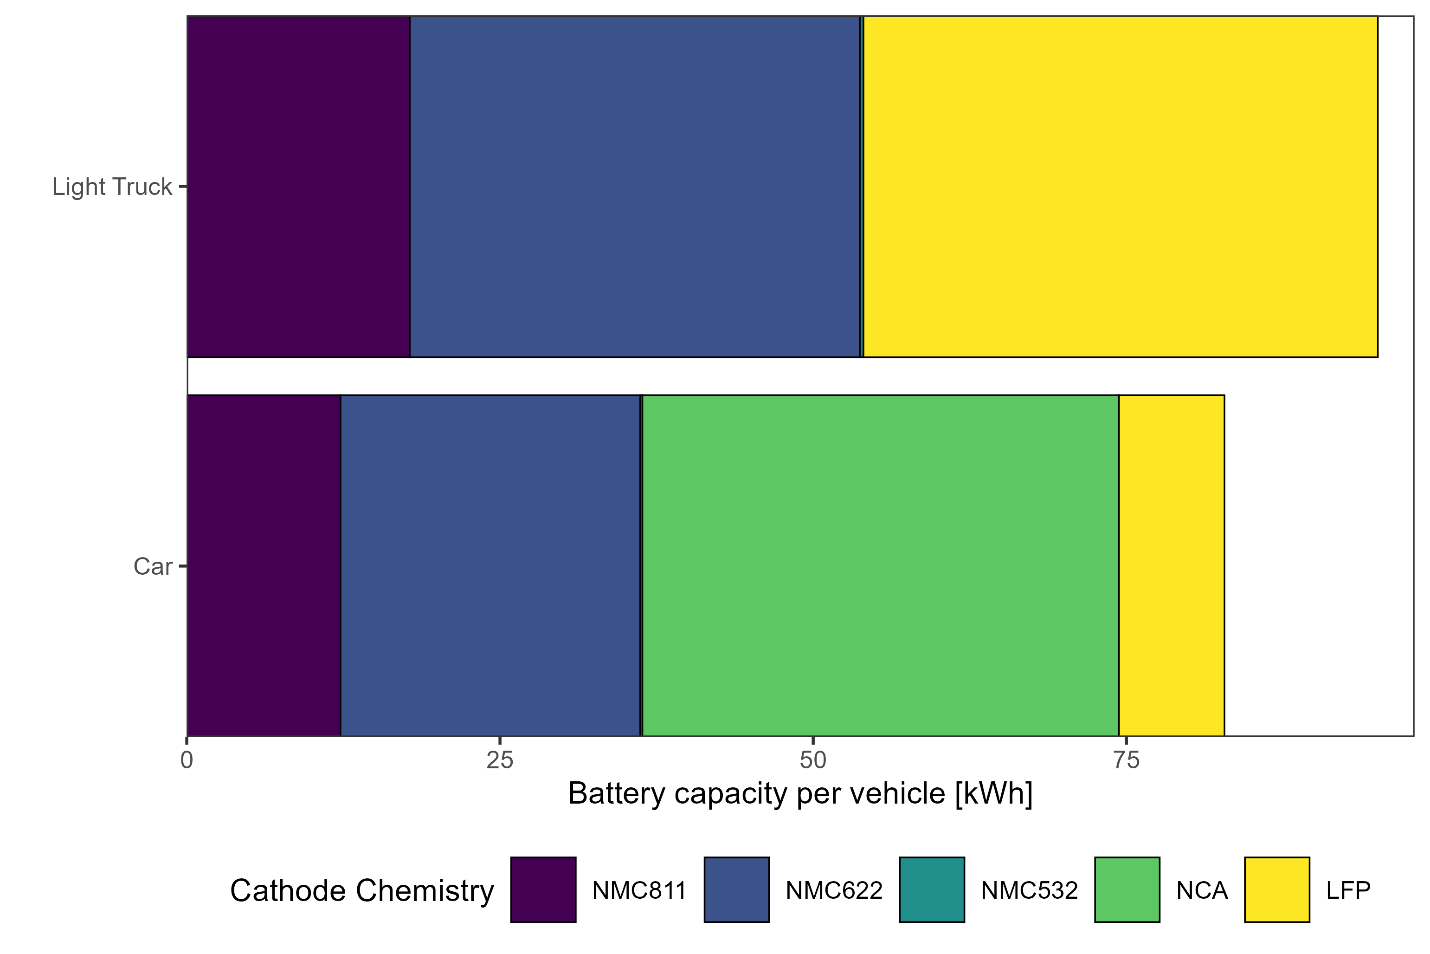 Light Truck
Car
0 25 50 75
Battery capacity per vehicle [kWh]
Cathode Chemistry NMC811 NMC622 NMC532 NCA LFP